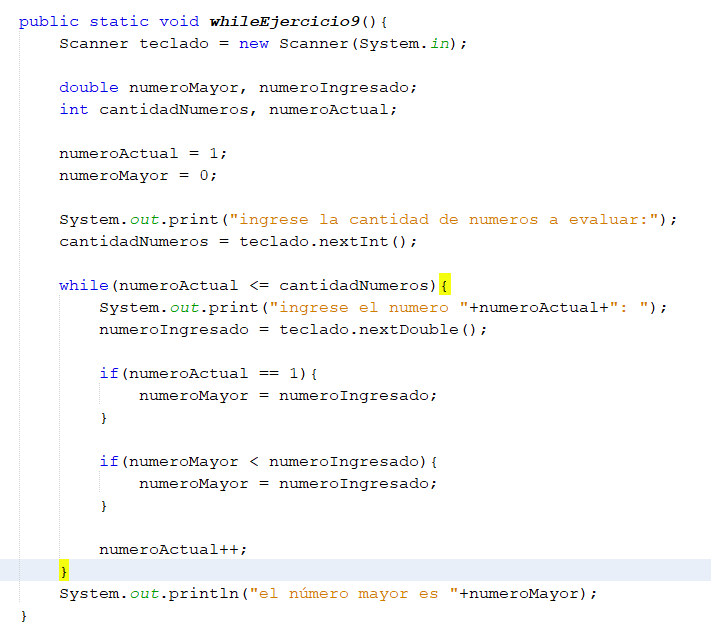 public static void whileEjercicio9(){
    Scanner teclado = new Scanner(System.in);
    double numeroMayor, numeroIngresado;
    int cantidadNumeros, numeroActual;
    numeroActual = 1;
    numeroMayor = 0;
    System.out.print("ingrese la cantidad de numeros a evaluar:");
    cantidadNumeros = teclado.nextInt();
    while(numeroActual <= cantidadNumeros){
        System.out.print("ingrese el numero "+numeroActual+": ");
        numeroIngresado = teclado.nextDouble();
        if(numeroActual == 1){
            numeroMayor = numeroIngresado;
        }
        if(numeroMayor < numeroIngresado){
            numeroMayor = numeroIngresado;
        }
        numeroActual++;
    }
    System.out.println("el número mayor es "+numeroMayor);
}